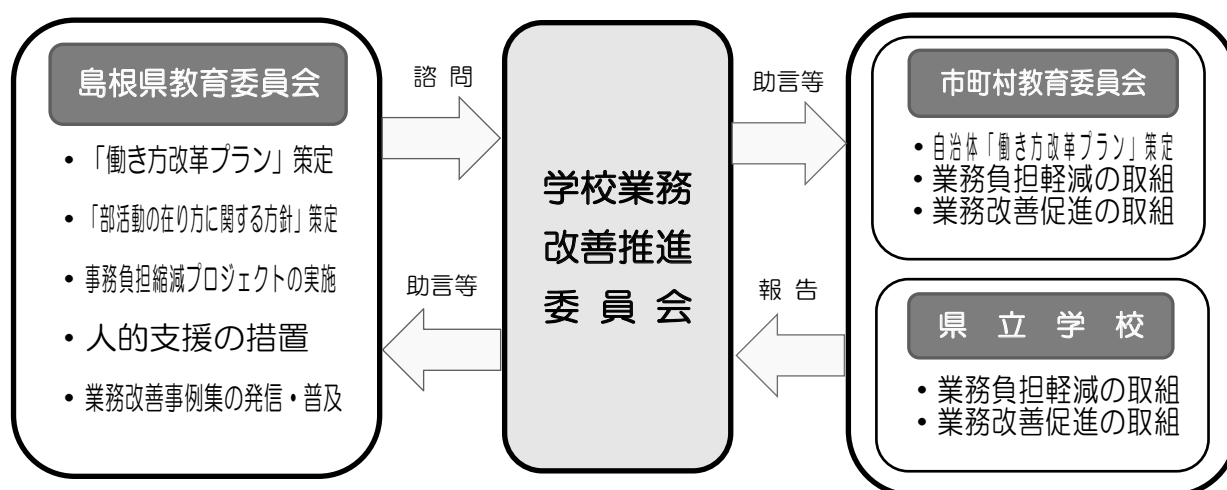 島根県教育委員会
• 「働き方改革プラン」策定
• 「部活動の在り方に関する方針」策定
• 事務負担縮減プロジェクトの実施
• 人的支援の措置
• 業務改善事例集の発信・普及
諮 問
助言等
学校業務
改善推進
委 員 会
助言等
報 告
市町村教育委員会
• 自治体「働き方改革プラン」策定
• 業務負担軽減の取組
• 業務改善促進の取組
県 立 学 校
• 業務負担軽減の取組
• 業務改善促進の取組